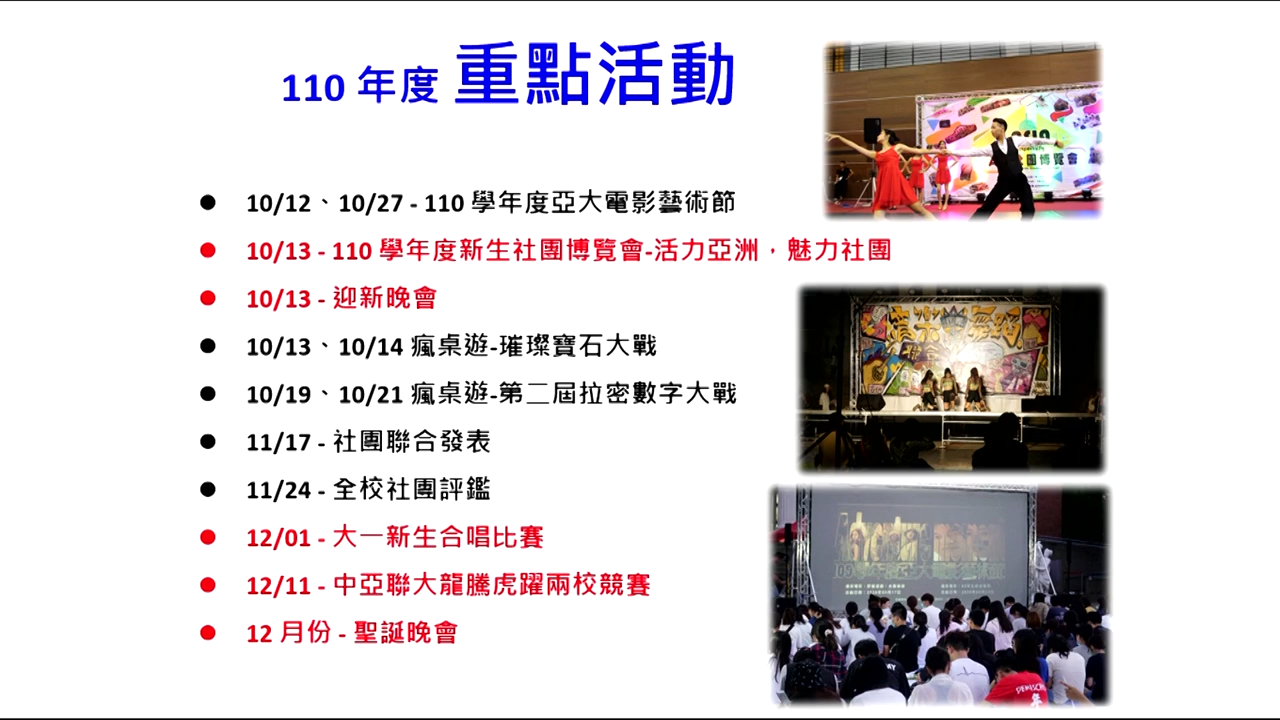 110 年度 重點活動
10/12、10/27 - 110 學年度亞大電影藝術節
10/13 - 110 學年度新生社團博覽會-活力亞洲，魅力社團
10/13 - 迎新晚會
10/13、10/14 瘋桌遊-璀璨寶石大戰
10/19、10/21 瘋桌遊-第二屆拉密數字大戰
11/17 - 社團聯合發表
11/24 - 全校社團評鑑
12/01 - 大一新生合唱比賽
12/11 - 中亞聯大龍騰虎躍兩校競賽
12 月份 - 聖誕晚會
ASIA
社團博覽會